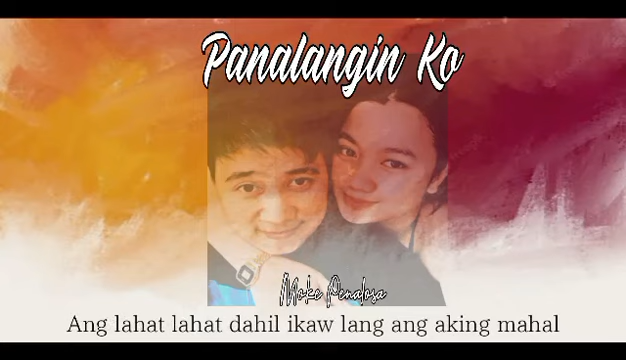 Panalangin Ko
Moke Penalosa
Ang lahat lahat dahil ikaw lang ang aking mahal